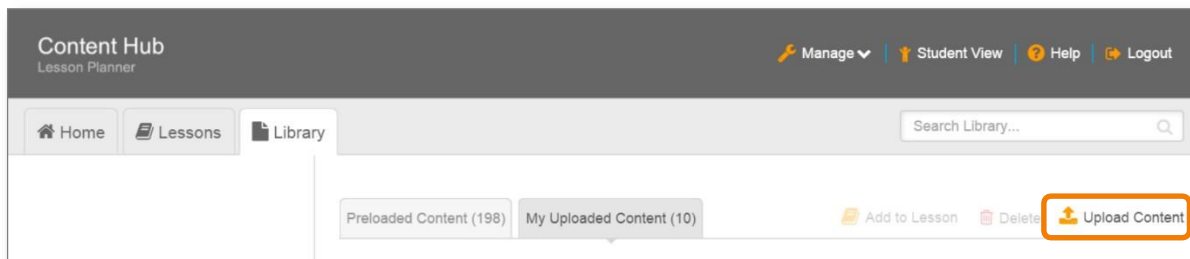 Content Hub
Lesson Planner
Manage Student View Help Logout
Home Lessons Library
Search Library...
Preloaded Content (198) My Uploaded Content (10) Add to Lesson Delete Upload Content